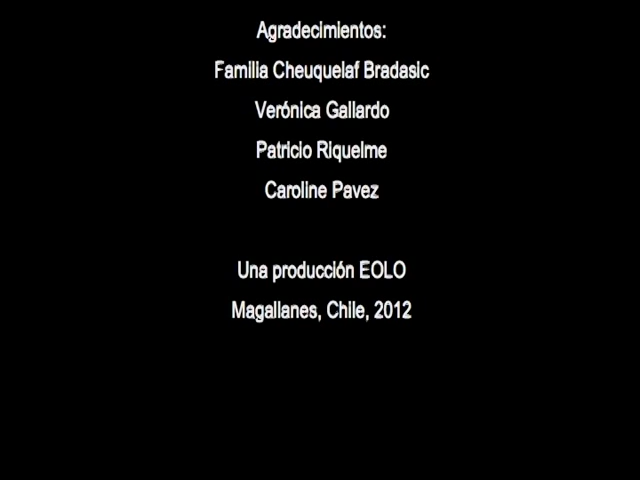 Agradecimientos:
Familia Cheuquelaf Bradasic
Verónica Gallardo
Patricio Riquelme
Caroline Pavez
Una producción EOLO
Magallanes, Chile, 2012